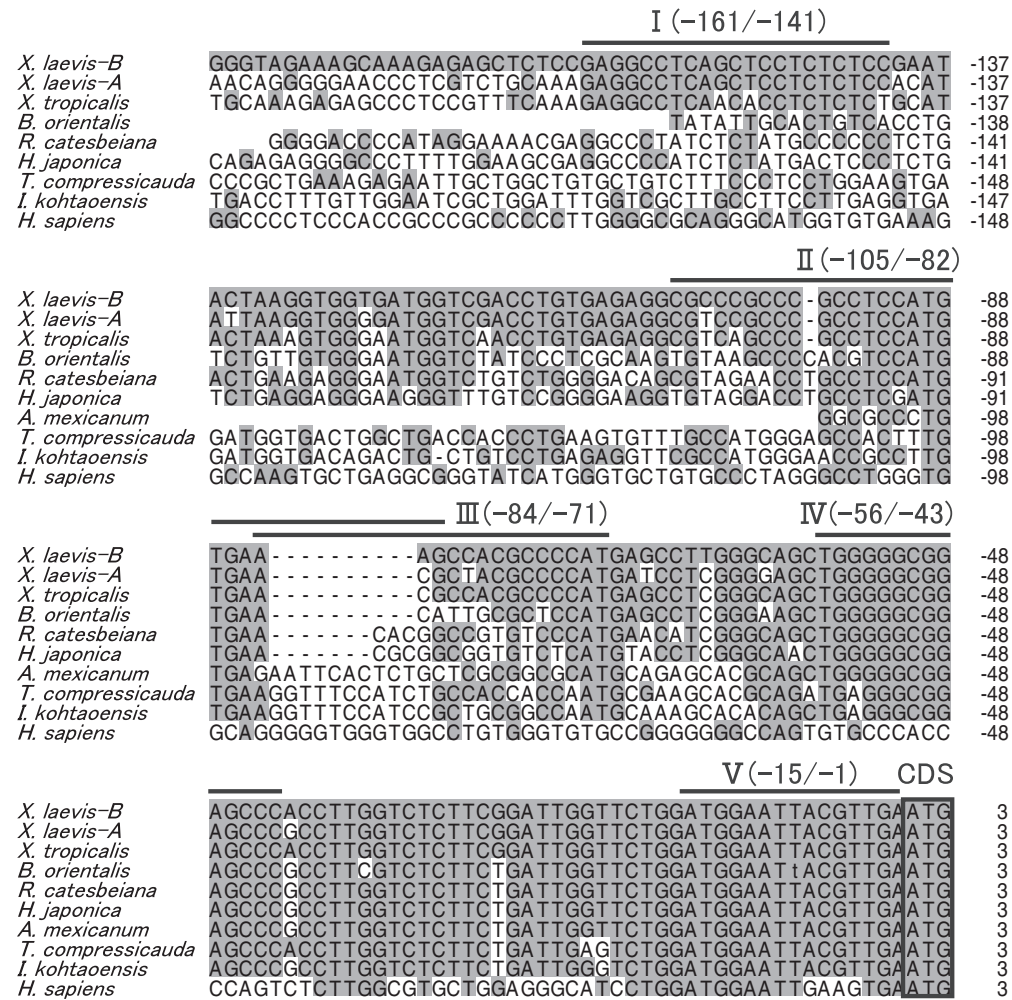 I (-161/-141)
X. laevis-B GGGTAGAAAGCAAAGAGAGCTCTCCGAGGCCTCAGCTCCTCTCTCCGAAT -137
X. laevis-A AACAGGGGGAACCCTCGTCTGCAAAGAGGCCTCAGCTCCTCTCTCCACAT -137
X. tropicalis TGCAAAGAGAGCCCTCCGTTTCAAAGAGGCCTCAACACCTCTCTCTGCAT -137
B. orientalis TATATTGCACTGTCACCTG -138
R. catesbeiana GGGGACCCCATAGGAAAACGAGGCCCTATCTCTATGCCCCCCTCTG -141
H. japonica CAGAGAGGGGCCCTTTTGGAAGCGAGGCCCCATCTCTATGACTCCCTCTG -141
T. compressicauda CCCGCTGAAAGAGAATTGCTGGCTGTGCTGTCTTTCCCTCCTGGAAGTGA -148
I. kohtaoensis TGACCTTTGTTGGAATCGCTGGATTTGGTCGCTTGCCTTCCTTGAGGTGA -147
H. sapiens GGCCCCTCCCACCGCCCGCCCCCCTTGGGGCGCAGGGCATGGTGTGAAAG -148
II (-105/-82)
X. laevis-B ACTAAGGTGGTGATGGTCGACCTGTGAGAGGCGCCCGCCC-GCCTCCATG -88
X. laevis-A ATTAAGGTGGGGATGGTCGACCTGTGAGAGGCGTCCGCCC-GCCTCCATG -88
X. tropicalis ACTAAAGTGGGAATGGTCAACCTGTGAGAGGCGTCAGCCC-GCCTCCATG -88
B. orientalis TCTGTTGTGGGAATGGTCTATCCCTCGCAAGTGTAAGCCCCACGTCCATG -88
R. catesbeiana ACTGAAGAGGGAATGGTCTGTCTGGGGACAGCGTAGAACCTGCCTCCATG -91
H. japonica TCTGAGGAGGGAAGGGTTTGTCCGGGGAAGGTGTAGGACCTGCCTCGATG -91
A. mexicanum GGCGCCCTG -98
T. compressicauda GATGGTGACTGGCTGACCACCCTGAAGTGTTTGCCATGGGAGCCACTTTG -98
I. kohtaoensis GATGGTGACAGACTG-CTGTCCTGAGAGGTTCGCCATGGGAACCGCCTTG -98
H. sapiens GCCAAGTGCTGAGGCGGGTATCATGGGTGCTGTGCCCTAGGGCCTGGGTG -98
III (-84/-71) IV (-56/-43)
X. laevis-B TGAA----------AGCCACGCCCCATGAGCCTTGGGCAGCTGGGGGCGG -48
X. laevis-A TGAA----------CGCTACGCCCCATGATCCTCGGGGAGCTGGGGGCGG -48
X. tropicalis TGAA----------CGCCACGCCCCATGAGCCTCGGGCAGCTGGGGGCGG -48
B. orientalis TGAA----------CATTGCGCTCCATGAGCCTCGGGAAGCTGGGGGCGG -48
R. catesbeiana TGAA-------CACGGCCGTGTCCCATGAACATCGGGCAGCTGGGGGCGG -48
H. japonica TGAA-------CGCGGCGGTGTCTCATGTACCTCGGGCAACTGGGGGCGG -48
A. mexicanum TGAGAATTCACTCTGCTCGCGGCGCATGCAGAGCACGCAGCTGGGGGCGG -48
T. compressicauda TGAAGGTTTCCATCTGCCACCACCAATGCGAAGCACGCAGATGAGGGCGG -48
I. kohtaoensis TGAAGGTTTCCATCCGCTGCGGCCAATGCAAAGCACACAGCTGAGGGCGG -48
H. sapiens GCAGGGGGTGGGTGGCCTGTGGGTGTGCCGGGGGGGGCCAGTGTGCCCACC -48
V (-15/-1) CDS
X. laevis-B AGCCCACCTTGGTCTCTTCGGATTGGTTCTGGATGGAATTACGTTGAATG 3
X. laevis-A AGCCCGCCTTGGTCTCTTCGGATTGGTTCTGGATGGAATTACGTTGAATG 3
X. tropicalis AGCCCACCTTGGTCTCTTCGGATTGGTTCTGGATGGAATTACGTTGAATG 3
B. orientalis AGCCCGCCTTCGTCTCTTCTGATTGGTTCTGGATGGAATtACGTTGAATG 3
R. catesbeiana AGCCCGCCTTGGTCTCTTCTGATTGGTTCTGGATGGAATTACGTTGAATG 3
H. japonica AGCCCGCCTTGGTCTCTTCTGATTGGTTCTGGATGGAATTACGTTGAATG 3
A. mexicanum AGCCCGCCTTGGTCTCTTCTGATTGGTTCTGGATGGAATTACGTTGAATG 3
T. compressicauda AGCCCACCTTGGTCTCTTCTGATTGGAGCTGGATGGAATTACGTTGAATG 3
I. kohtaoensis AGCCCGCCTTGGTCTCTTCTGATTGGGTCTGGATGGAATTACGTTGAATG 3
H. sapiens CCAGTCTCTTGGCGTGCTGGAGGGCATCCTGGATGGAATTGAAGTGAATG 3